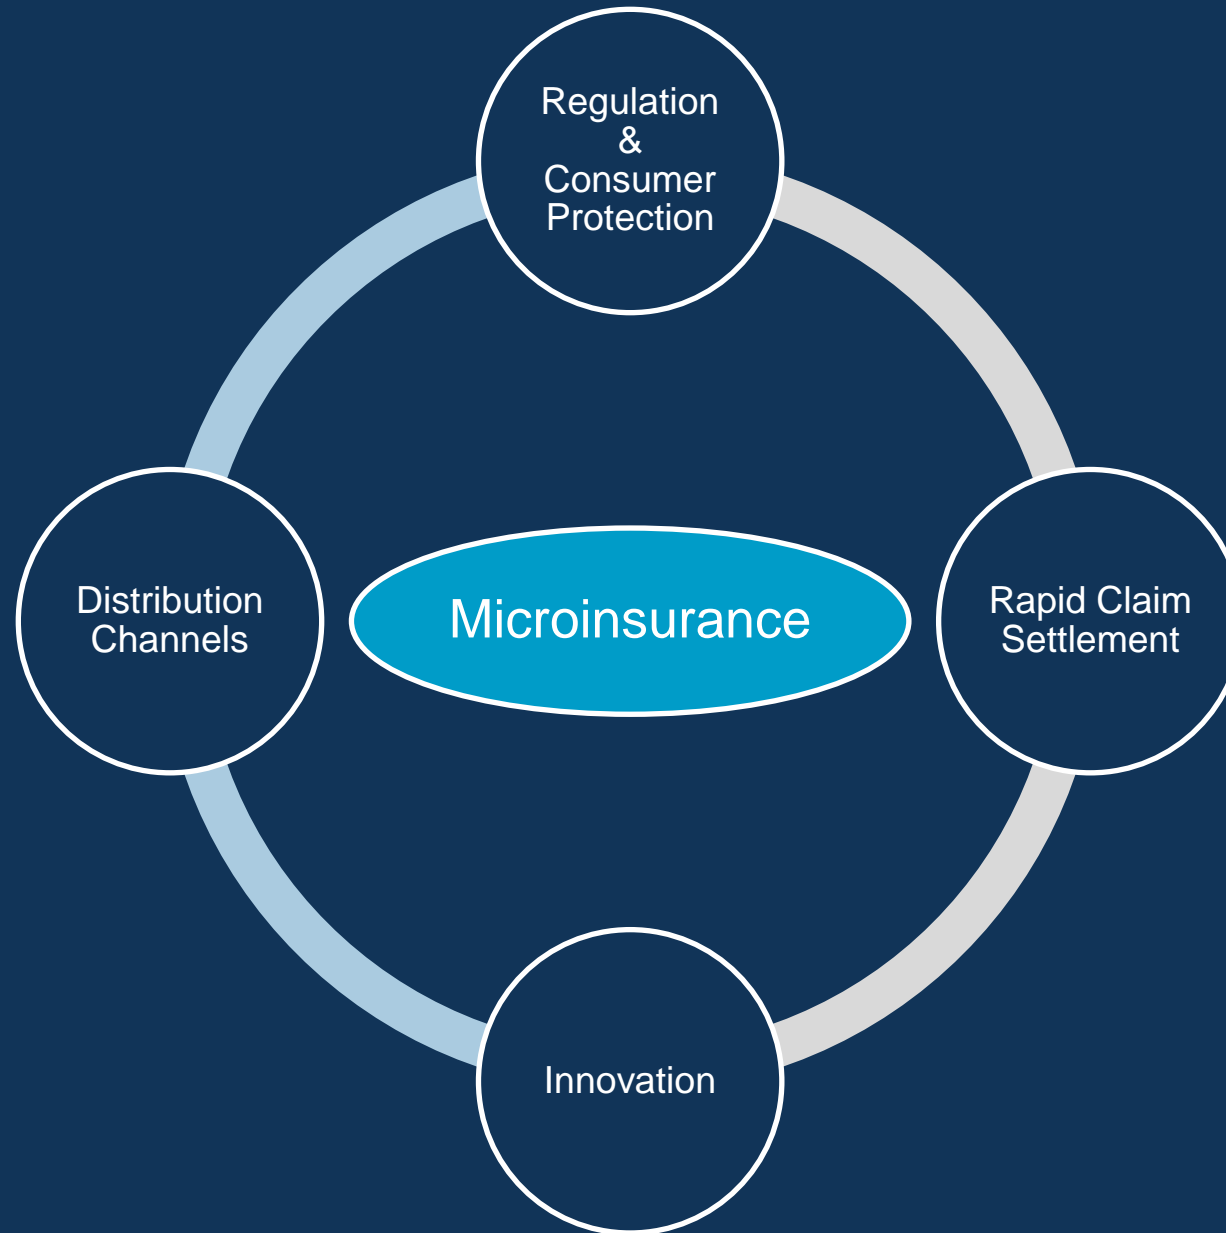 Regulation
&
Consumer
Protection
Distribution
Channels
Microinsurance
Rapid Claim
Settlement
Innovation